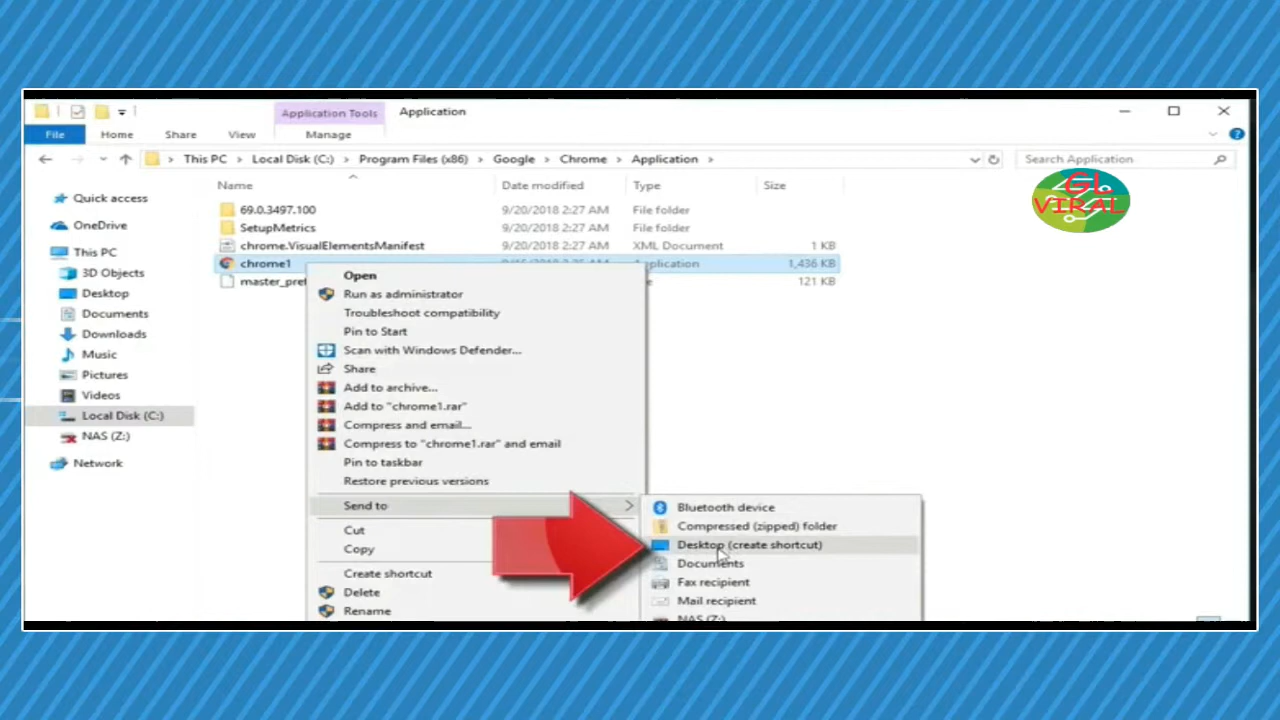 Application Tools
Application
File
Home
Share
View
Manage
This PC
Local Disk (C:)
Program Files (x86)
Google
Chrome
Application
Search Application
GL
VIRAL
Quick access
OneDrive
This PC
3D Objects
Desktop
Documents
Downloads
Music
Pictures
Videos
Local Disk (C:)
NAS (Z:)
Network
Name
Date modified
Type
Size
69.0.3497.100
9/20/2018 2:27 AM
File folder
SetupMetrics
9/20/2018 2:27 AM
File folder
chrome.VisualElementsManifest
9/20/2018 2:27 AM
XML Document
1 KB
chrome1
1,436 KB
121 KB
Open
Run as administrator
Troubleshoot compatibility
Pin to Start
Scan with Windows Defender...
Share
Add to archive...
Add to "chrome1.rar"
Compress and email...
Compress to "chrome1.rar" and email
Pin to taskbar
Restore previous versions
Send to
Cut
Copy
Create shortcut
Delete
Rename
Bluetooth device
Compressed (zipped) folder
Desktop (create shortcut)
Documents
Fax recipient
Mail recipient
NAS (Z:)